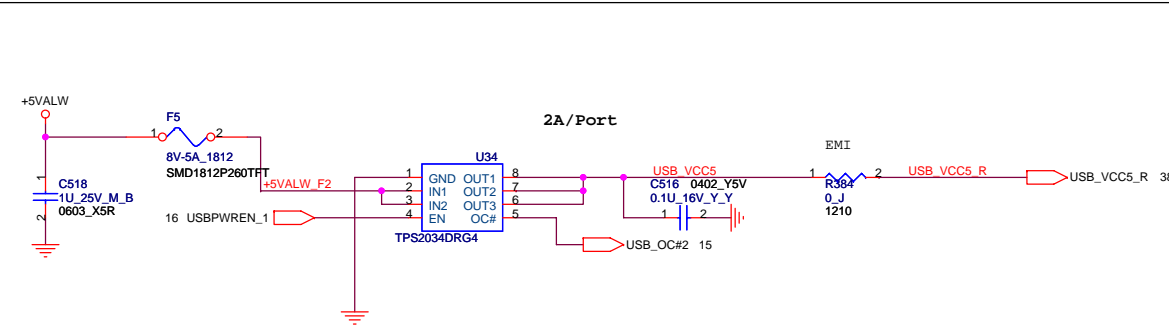 +5VALW
F5
1
2
8V-5A_1812
SMD1812P260TFT
1
C518
1U_25V_M_B
0603_X5R
2
+5VALW_F2
16 USBPWREN_1
2A/Port
U34
1 GND OUT1 8
2 IN1 OUT2 7
3 IN2 OUT3 6
4 EN OC# 5
TPS2034DRG4
USB_VCC5
C516 0402_Y5V
0.1U_16V_Y_Y
1 2
USB_OC#2 15
EMI
1 2
R384
0_J
1210
USB_VCC5_R
USB_VCC5_R 38